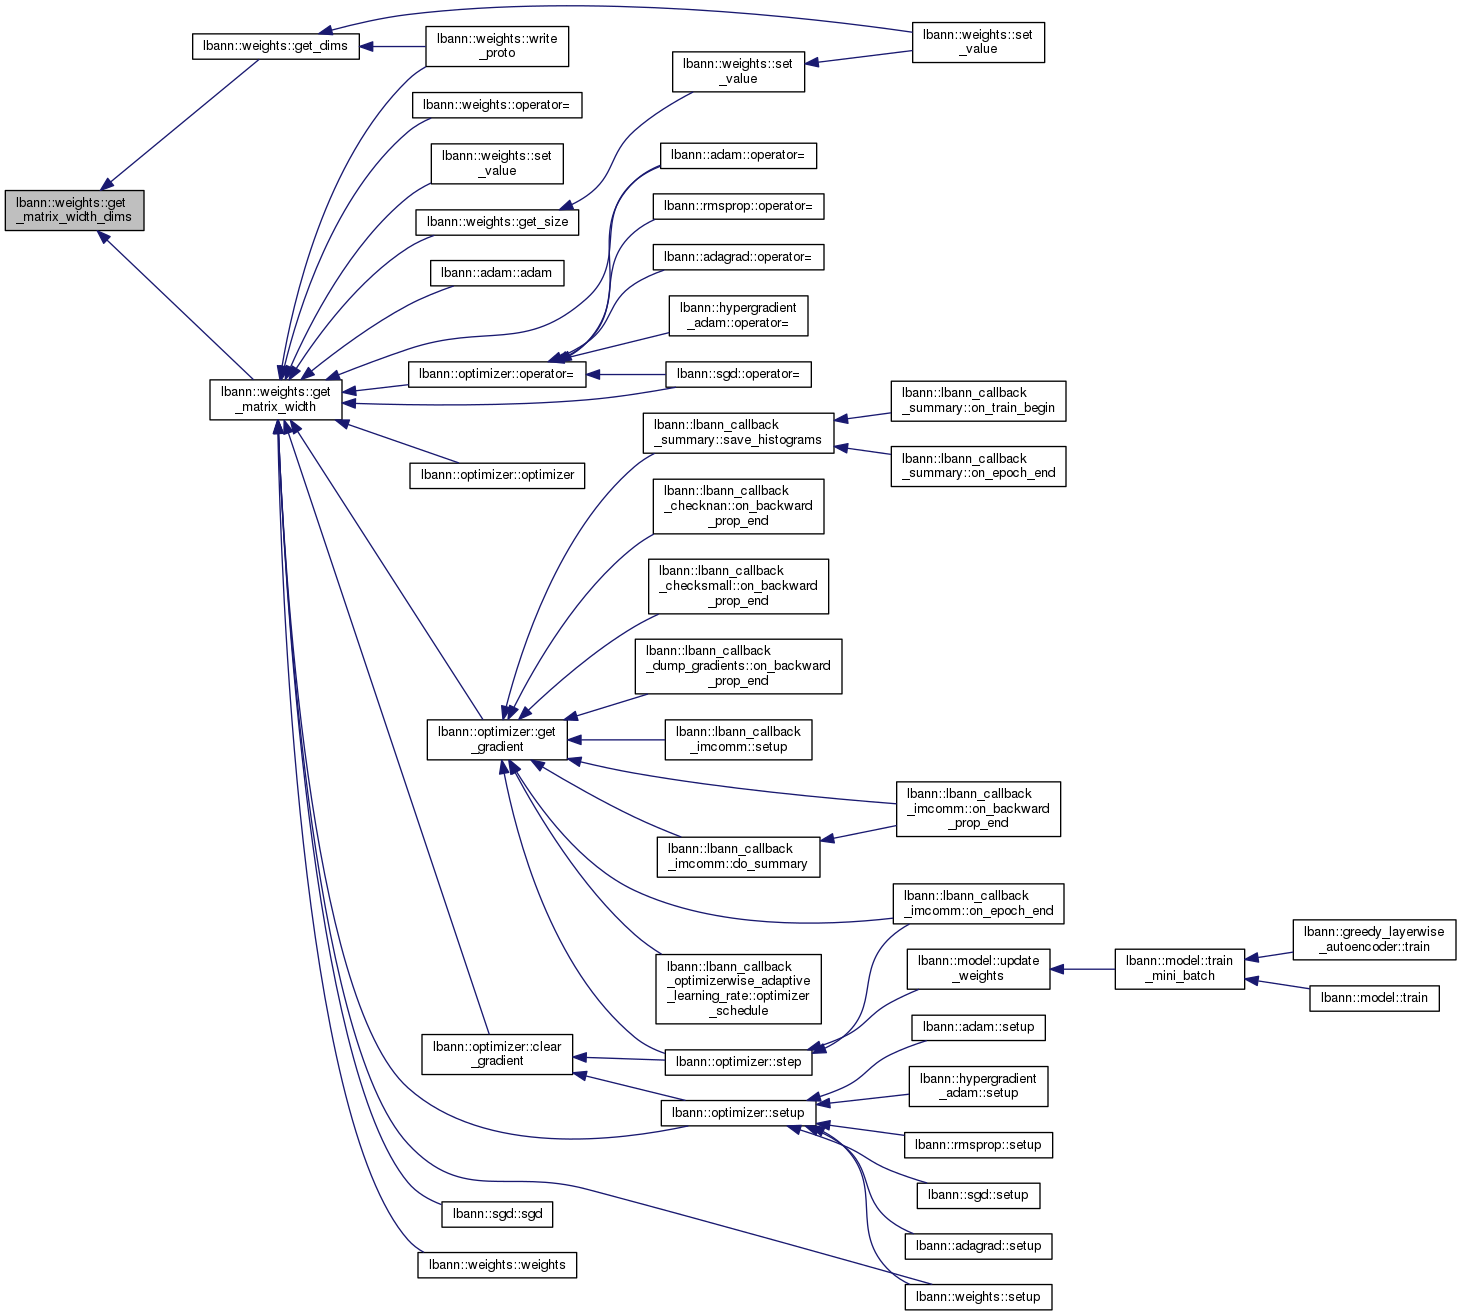 lbann::weights::get
_matrix_width_dims
lbann::weights::get_dims
lbann::weights::get
_matrix_width
lbann::weights::write
_proto
lbann::weights::operator=
lbann::weights::set
_value
lbann::weights::get_size
lbann::adam::adam
lbann::optimizer::operator=
lbann::optimizer::optimizer
lbann::optimizer::get
_gradient
lbann::optimizer::clear
_gradient
lbann::sgd::sgd
lbann::weights::weights
lbann::weights::set
_value
lbann::adam::operator=
lbann::rmsprop::operator=
lbann::adagrad::operator=
lbann::hypergradient
_adam::operator=
lbann::sgd::operator=
lbann::lbann_callback
_summary::save_histograms
lbann::lbann_callback
_checknan::on_backward
_prop_end
lbann::lbann_callback
_checksmall::on_backward
_prop_end
lbann::lbann_callback
_dump_gradients::on_backward
_prop_end
lbann::lbann_callback
_imcomm::setup
lbann::lbann_callback
_imcomm::do_summary
lbann::lbann_callback
_optimizerwise_adaptive
_learning_rate::optimizer
_schedule
lbann::optimizer::step
lbann::optimizer::setup
lbann::weights::set
_value
lbann::lbann_callback
_summary::on_train_begin
lbann::lbann_callback
_summary::on_epoch_end
lbann::lbann_callback
_imcomm::on_backward
_prop_end
lbann::lbann_callback
_imcomm::on_epoch_end
lbann::model::update
_weights
lbann::adam::setup
lbann::hypergradient
_adam::setup
lbann::rmsprop::setup
lbann::sgd::setup
lbann::adagrad::setup
lbann::weights::setup
lbann::model::train
_mini_batch
lbann::greedy_layerwise
_autoencoder::train
lbann::model::train